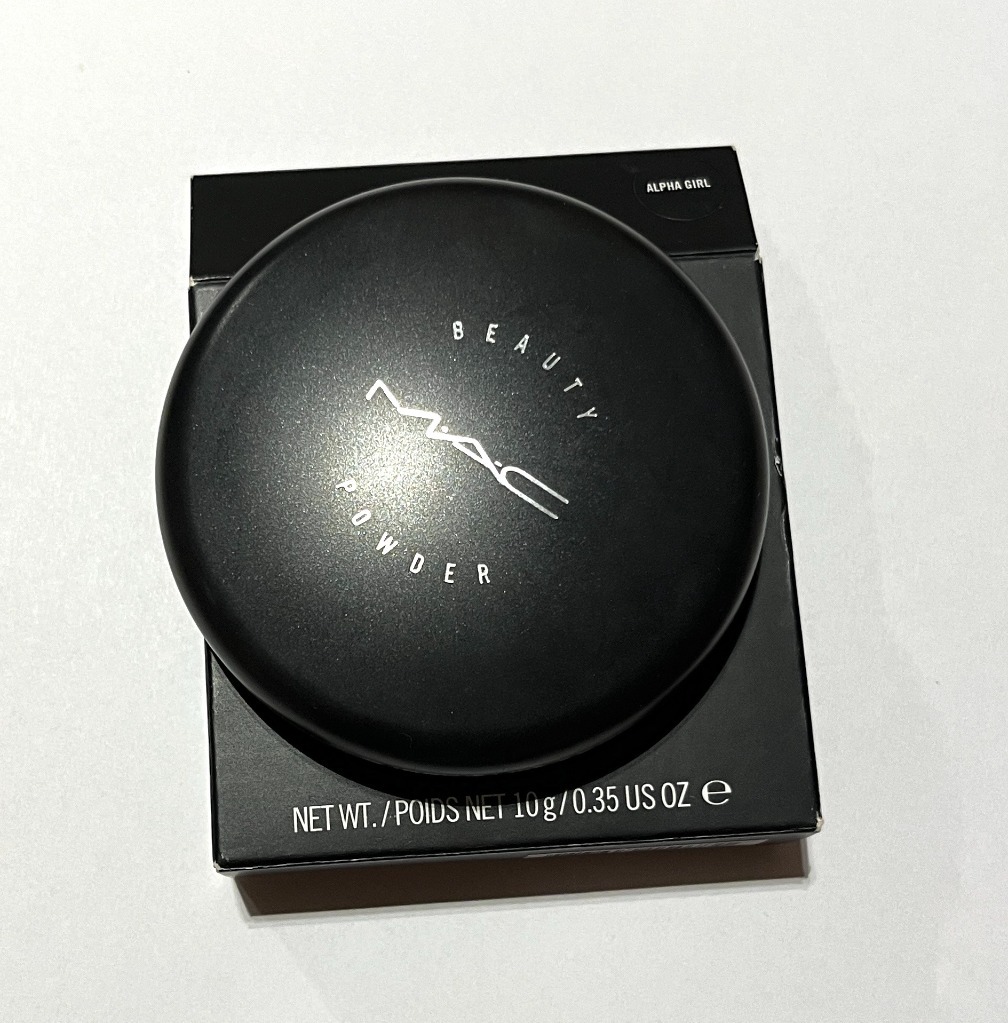 ALPHA GIRL
BEAUTY
M·A·C
POWDER
NET WT. / POIDS NET 10 g / 0.35 US OZ ℮